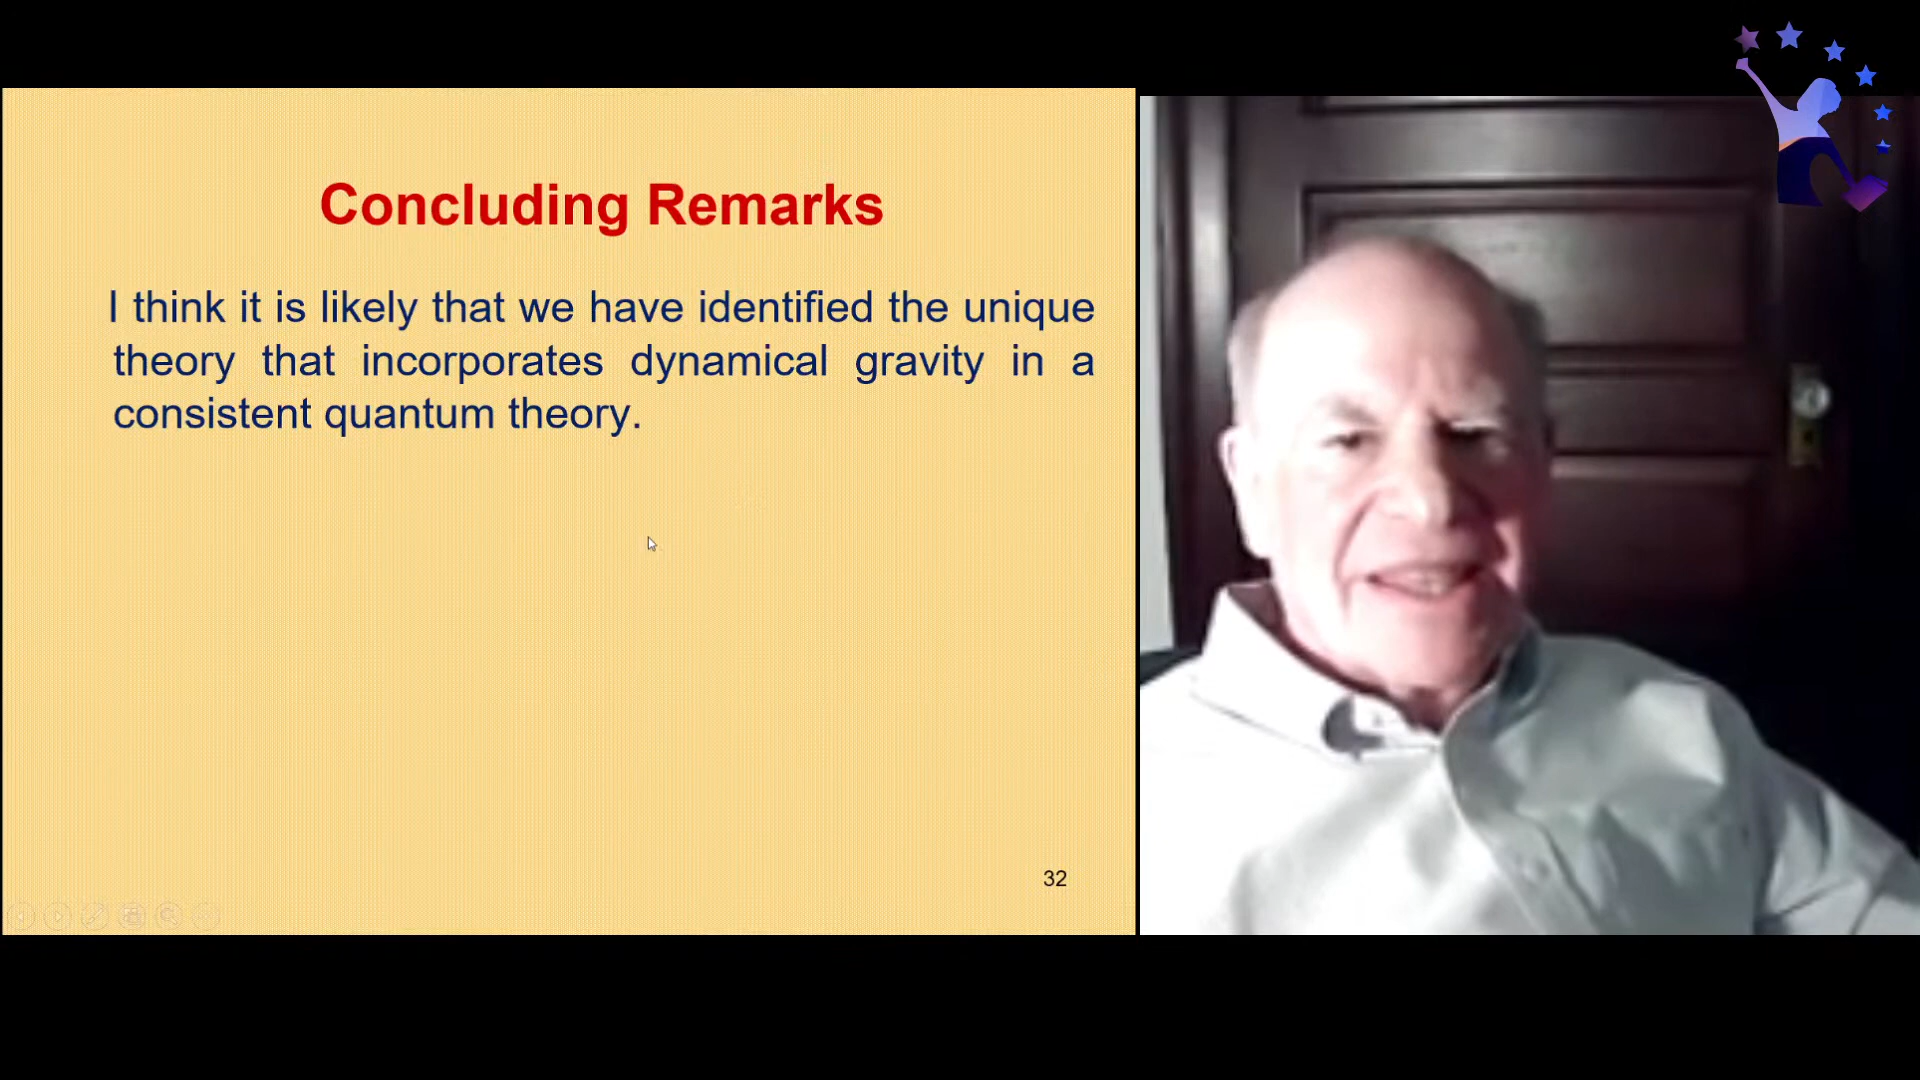 Concluding Remarks
I think it is likely that we have identified the unique
theory that incorporates dynamical gravity in a
consistent quantum theory.
32